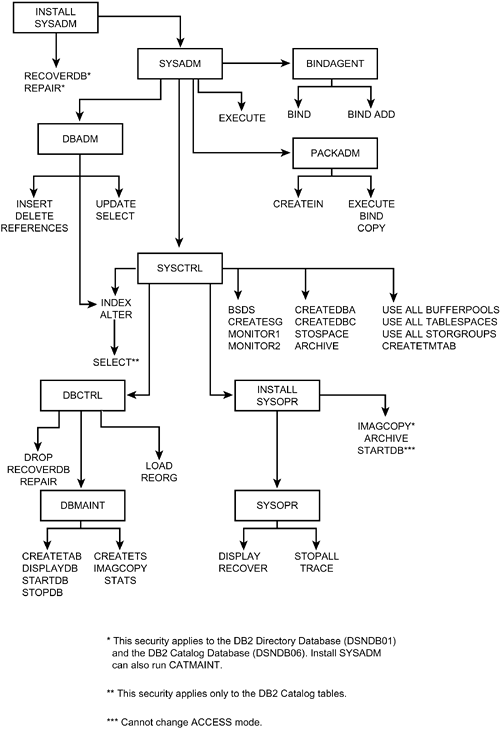 INSTALL
SYSADM
RECOVERDB*
REPAIR*
SYSADM
BINDAGENT
EXECUTE
BIND
BIND ADD
DBADM
PACKADM
INSERT
DELETE
REFERENCES
UPDATE
SELECT
CREATEIN
EXECUTE
BIND
COPY
SYSCTRL
INDEX
ALTER
SELECT**
BSDS
CREATESG
MONITOR1
MONITOR2
CREATEDBA
CREATEDBC
STOSPACE
ARCHIVE
USE ALL BUFFERPOOLS
USE ALL TABLESPACES
USE ALL STORGROUPS
CREATETMTAB
DBCTRL
INSTALL
SYSOPR
IMAGCOPY*
ARCHIVE
STARTDB***
DROP
RECOVERDB
REPAIR
LOAD
REORG
DBMAINT
SYSOPR
CREATETAB
DISPLAYDB
STARTDB
STOPDB
CREATETS
IMAGCOPY
STATS
DISPLAY
RECOVER
STOPALL
TRACE
* This security applies to the DB2 Directory Database (DSNDB01)
and the DB2 Catalog Database (DSNDB06). Install SYSADM
can also run CATMAINT.
** This security applies only to the DB2 Catalog tables.
*** Cannot change ACCESS mode.